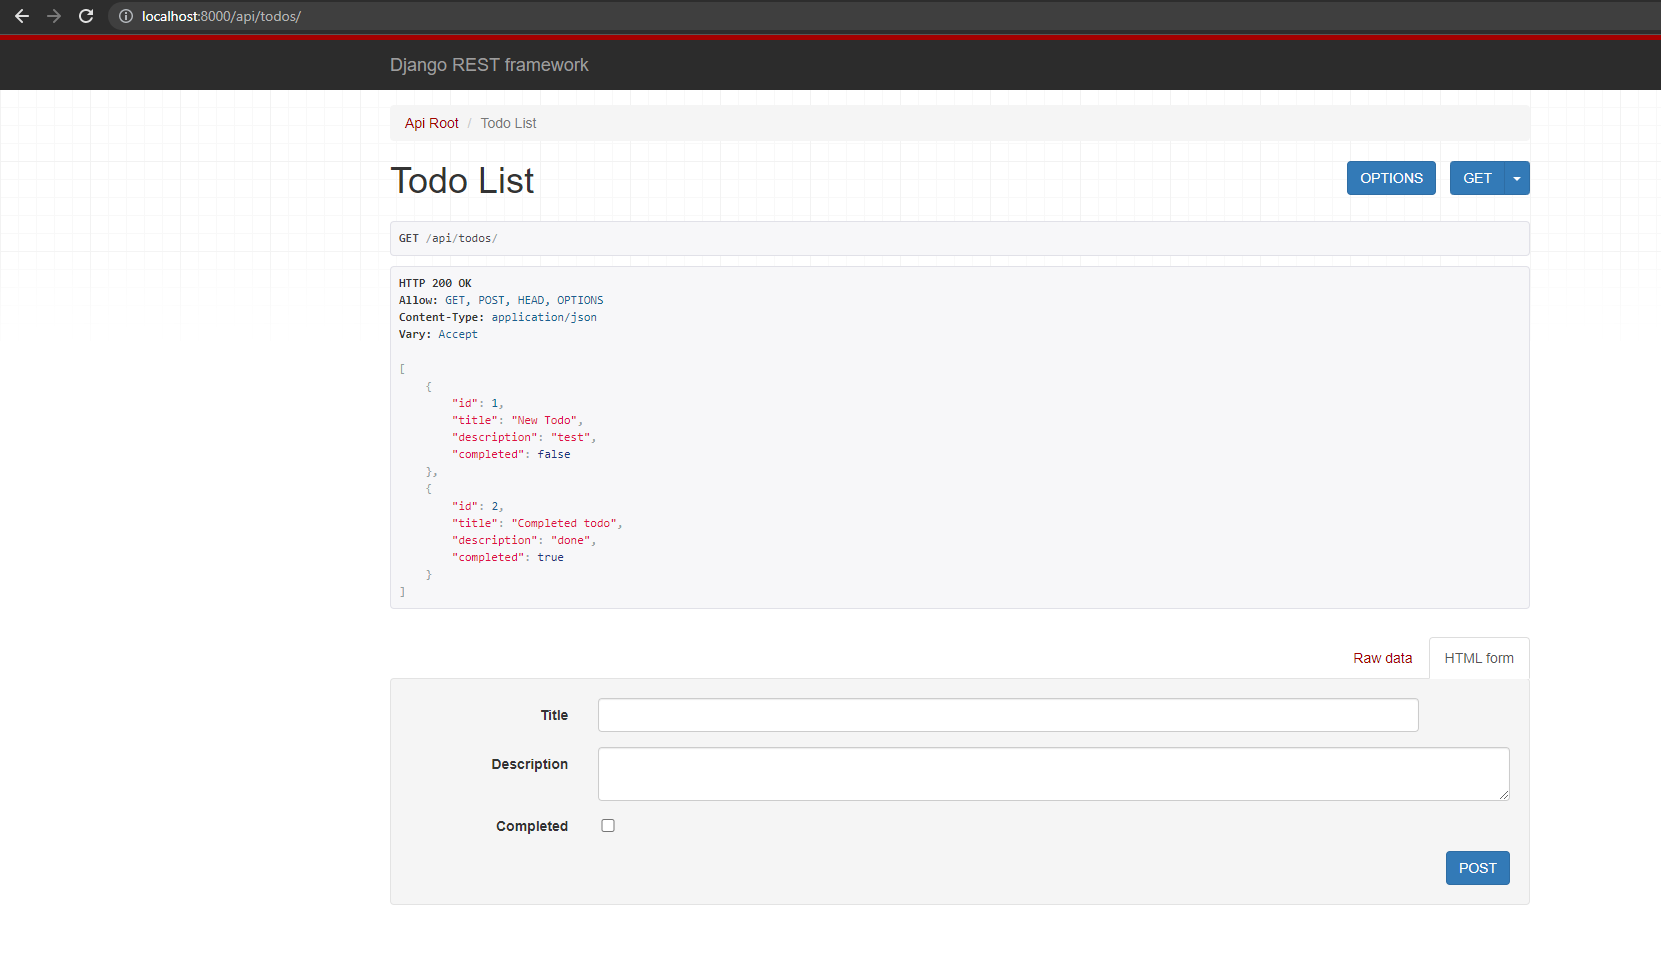 localhost:8000/api/todos/
Django REST framework
Api Root / Todo List
Todo List
OPTIONS
GET
GET /api/todos/
HTTP 200 OK
Allow: GET, POST, HEAD, OPTIONS
Content-Type: application/json
Vary: Accept
[
    {
        "id": 1,
        "title": "New Todo",
        "description": "test",
        "completed": false
    },
    {
        "id": 2,
        "title": "Completed todo",
        "description": "done",
        "completed": true
    }
]
Raw data
HTML form
Title
Description
Completed
POST